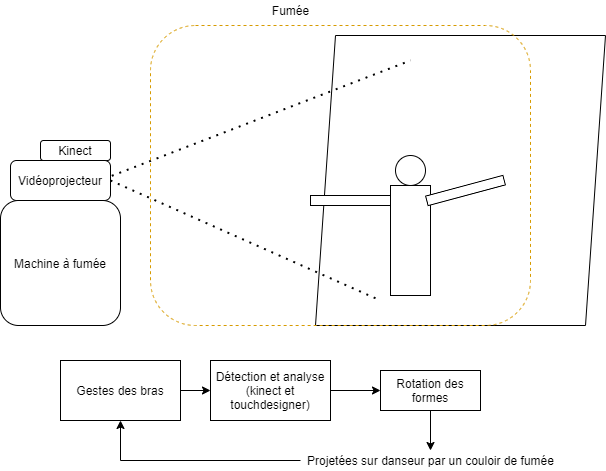 Fumée
Kinect
Vidéoprojecteur
Machine à fumée
Gestes des bras
Détection et analyse
(kinect et
touchdesigner)
Rotation des
formes
Projetées sur danseur par un couloir de fumée